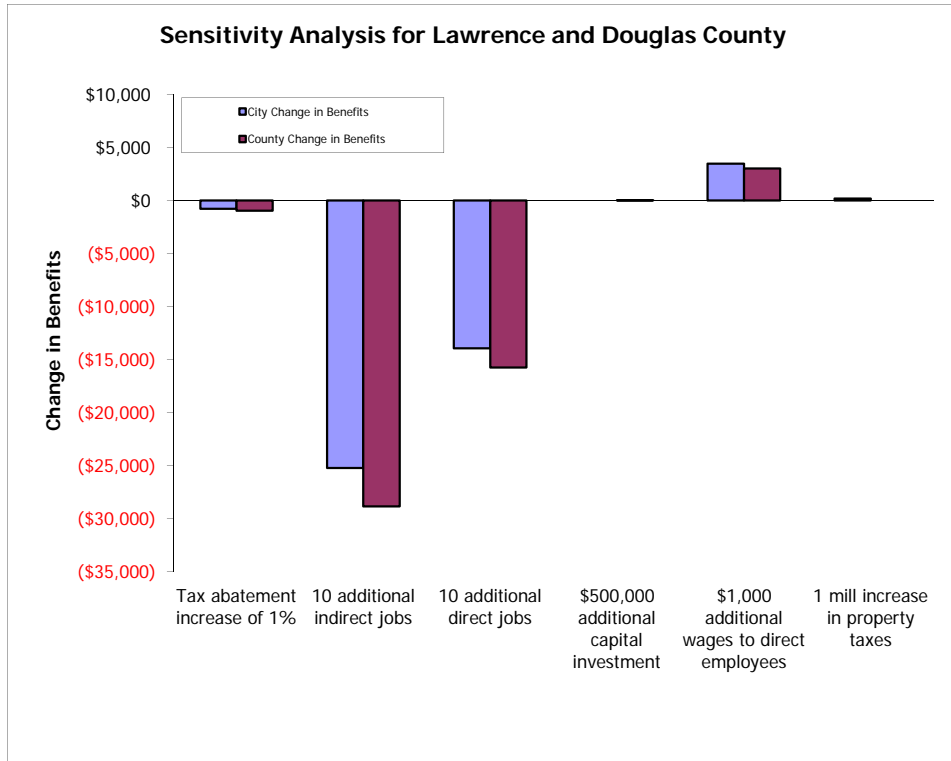 Sensitivity Analysis for Lawrence and Douglas County
$10,000
City Change in Benefits
County Change in Benefits
$5,000
$0
($5,000)
($10,000)
($15,000)
($20,000)
($25,000)
($30,000)
($35,000)
Change in Benefits
Tax abatement
increase of 1%
10 additional
indirect jobs
10 additional
direct jobs
$500,000
additional
capital
investment
$1,000
additional
wages to direct
employees
1 mill increase
in property
taxes